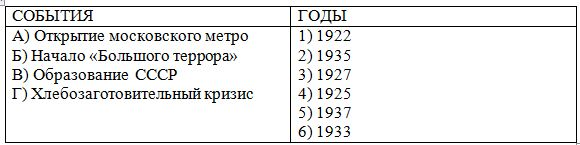 СОБЫТИЯ
ГОДЫ
А) Открытие московского метро
Б) Начало «Большого террора»
В) Образование СССР
Г) Хлебозаготовительный кризис
1) 1922
2) 1935
3) 1927
4) 1925
5) 1937
6) 1933